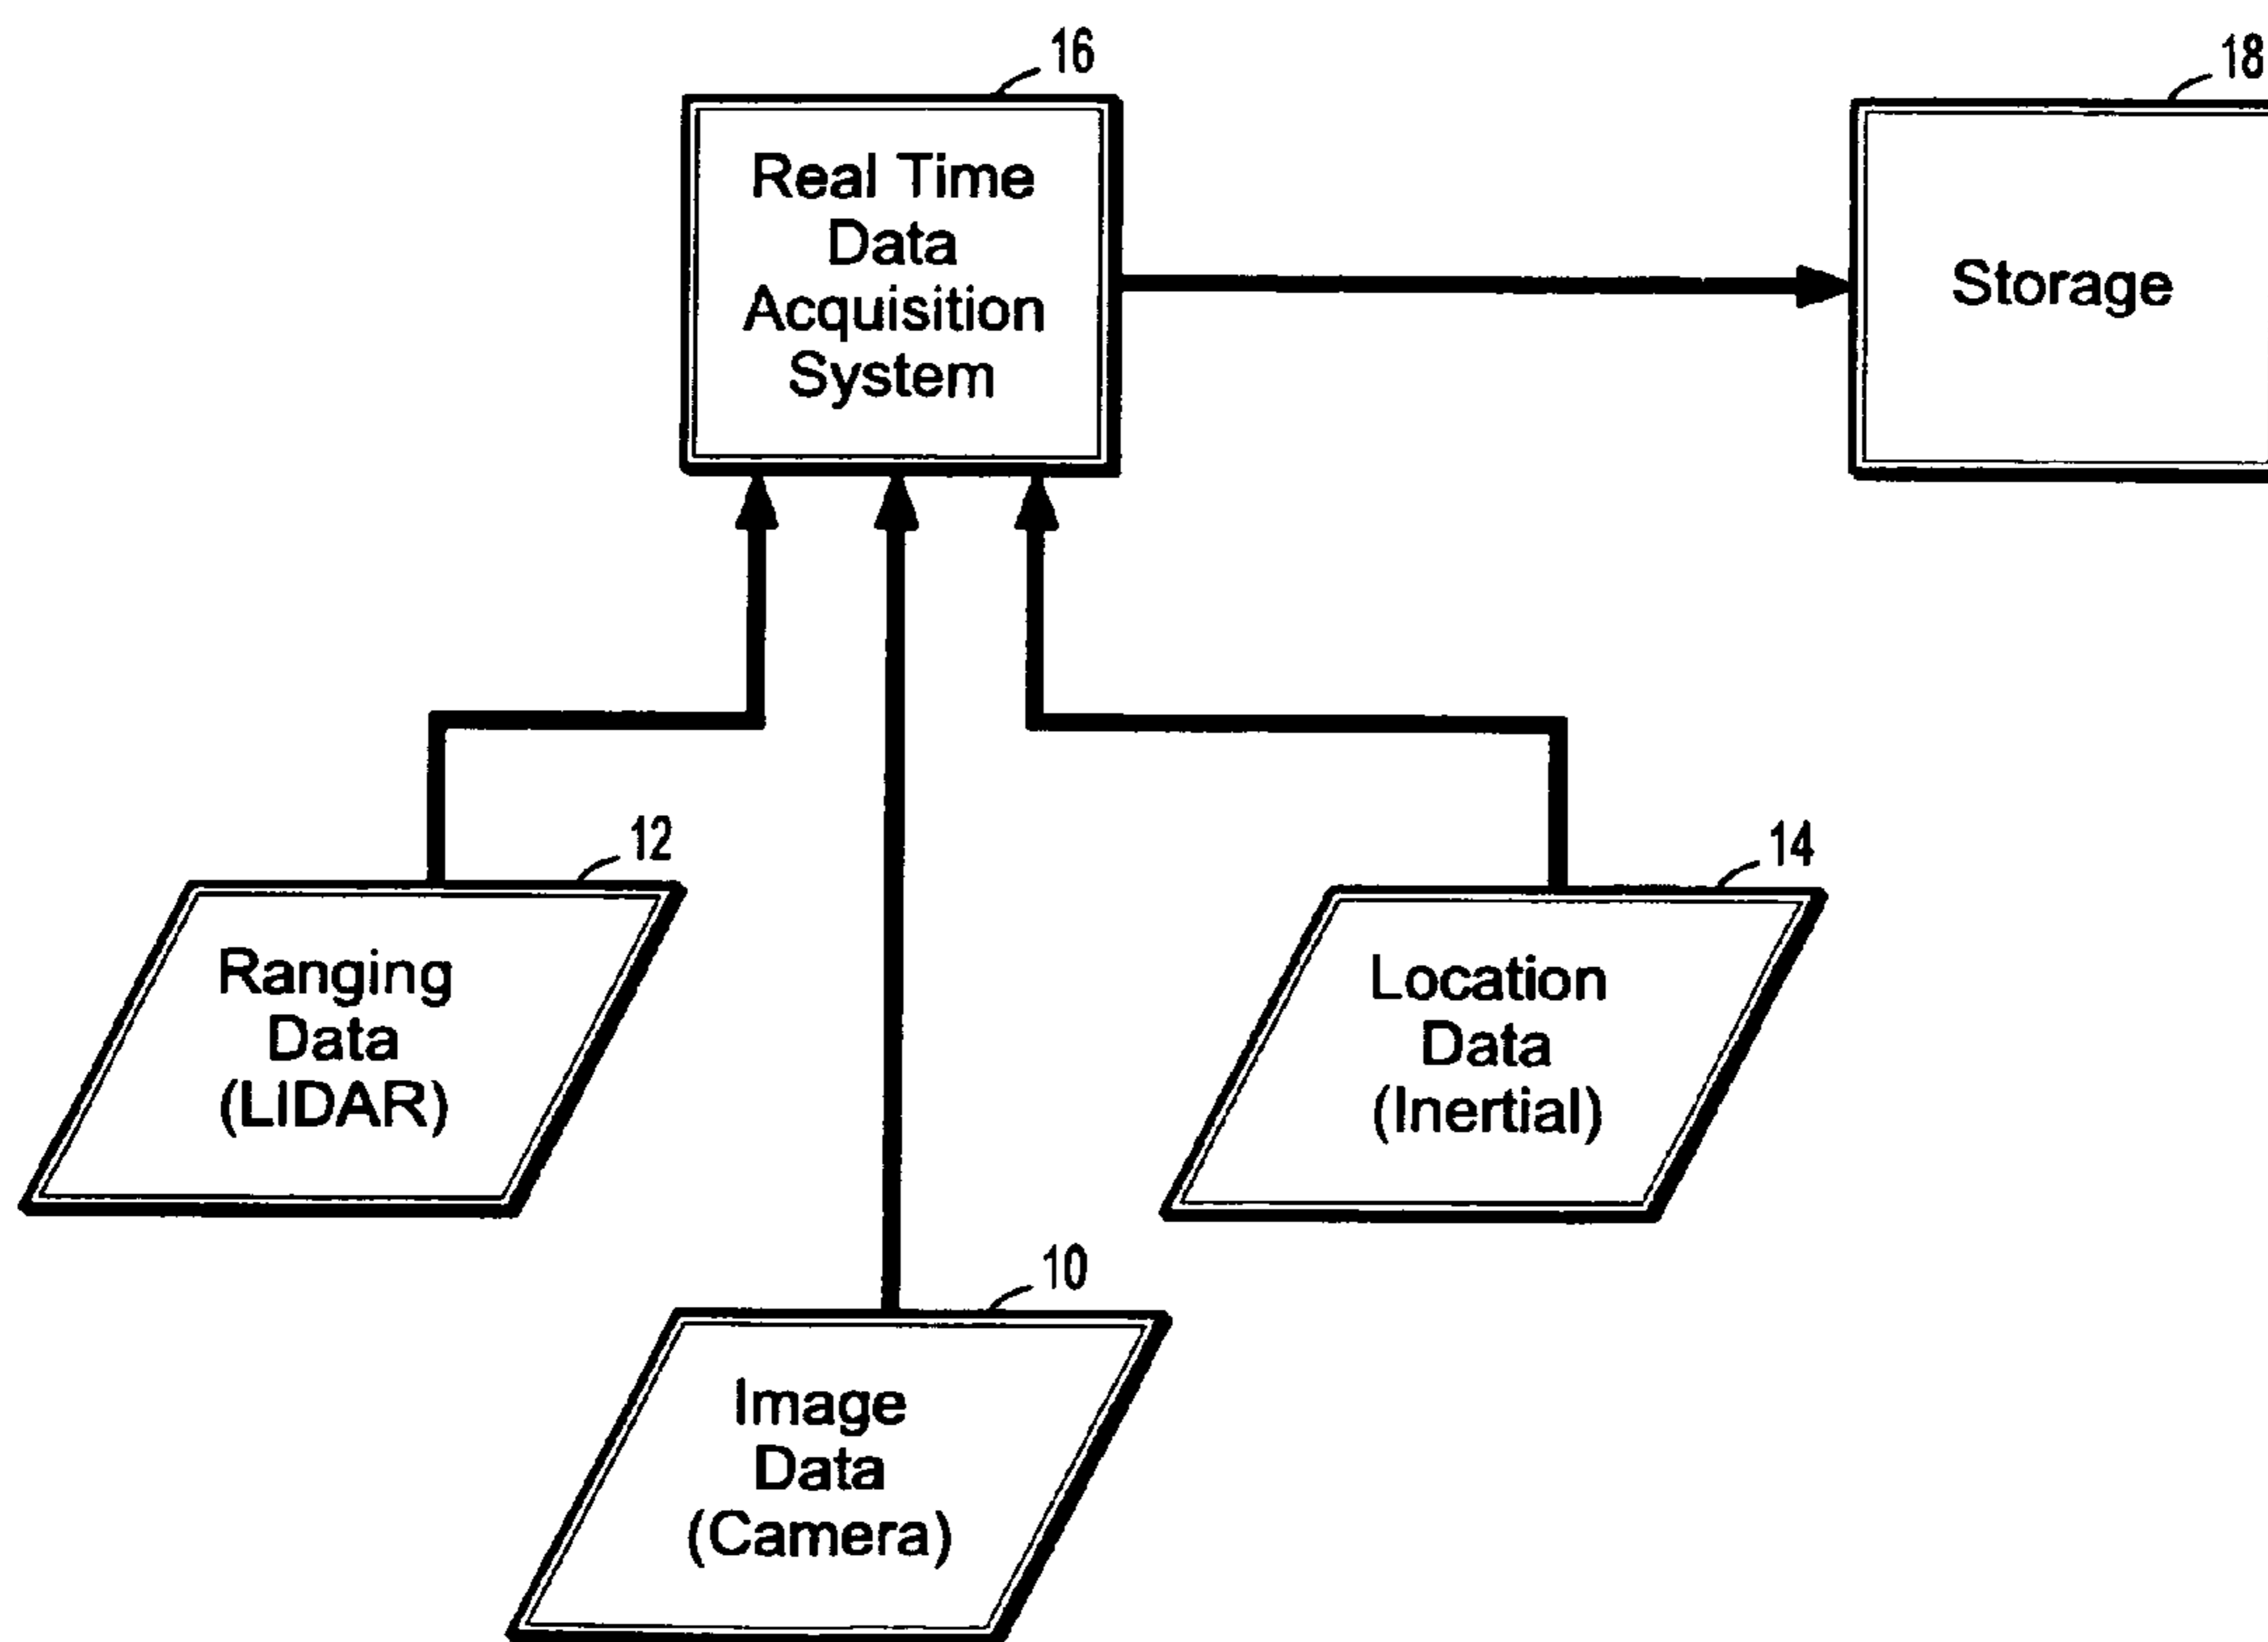 16
Real Time
Data
Acquisition
System
18
Storage
12
Ranging
Data
(LIDAR)
14
Location
Data
(Inertial)
10
Image
Data
(Camera)